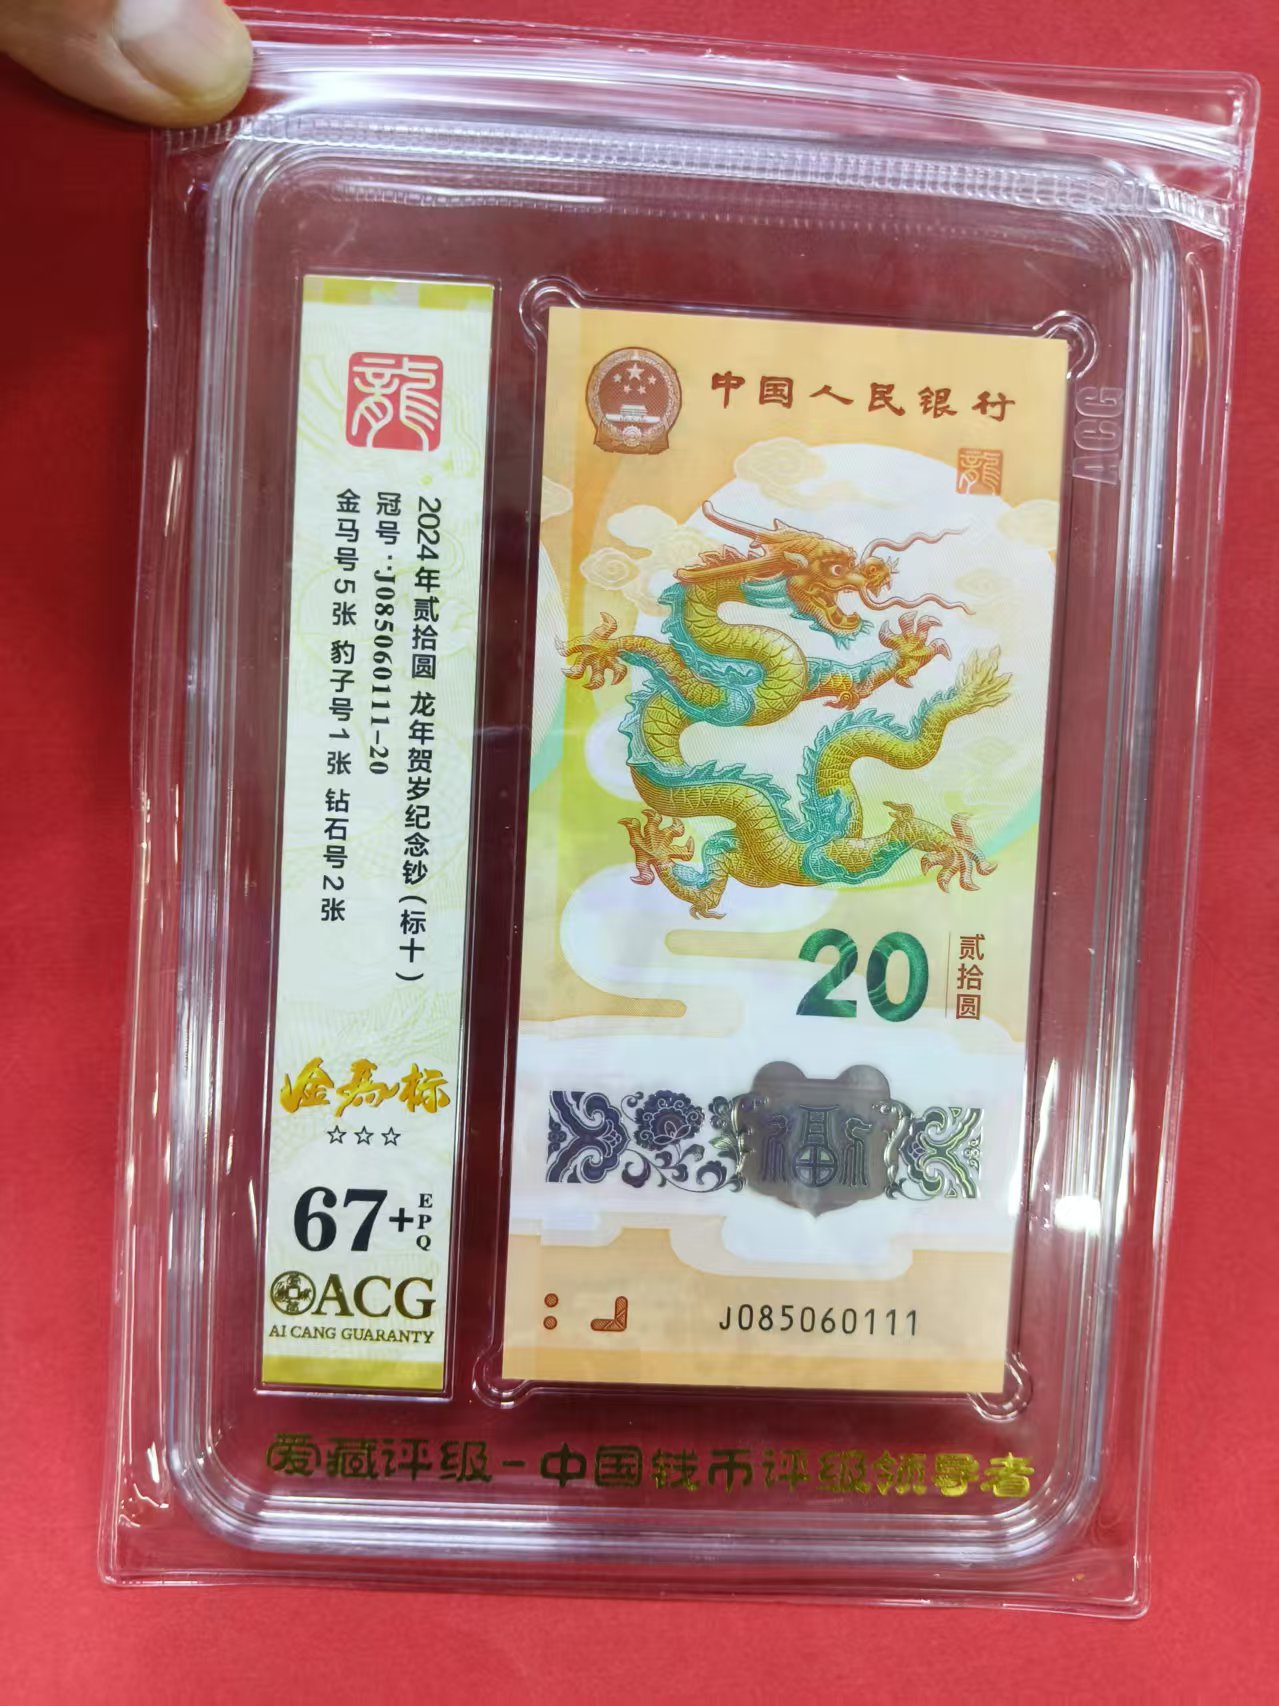 龍
2024年贰拾圆 龙年贺岁纪念钞(标十)
冠号:J085060111-20
金马号5张 豹子号1张 钻石号2张
金马标
☆☆☆
67+EPQ
ACG
AI CANG GUARANTY
中国人民银行
龍
20
贰拾圆
福
J085060111
ACG
爱藏评级-中国钱币评级领导者